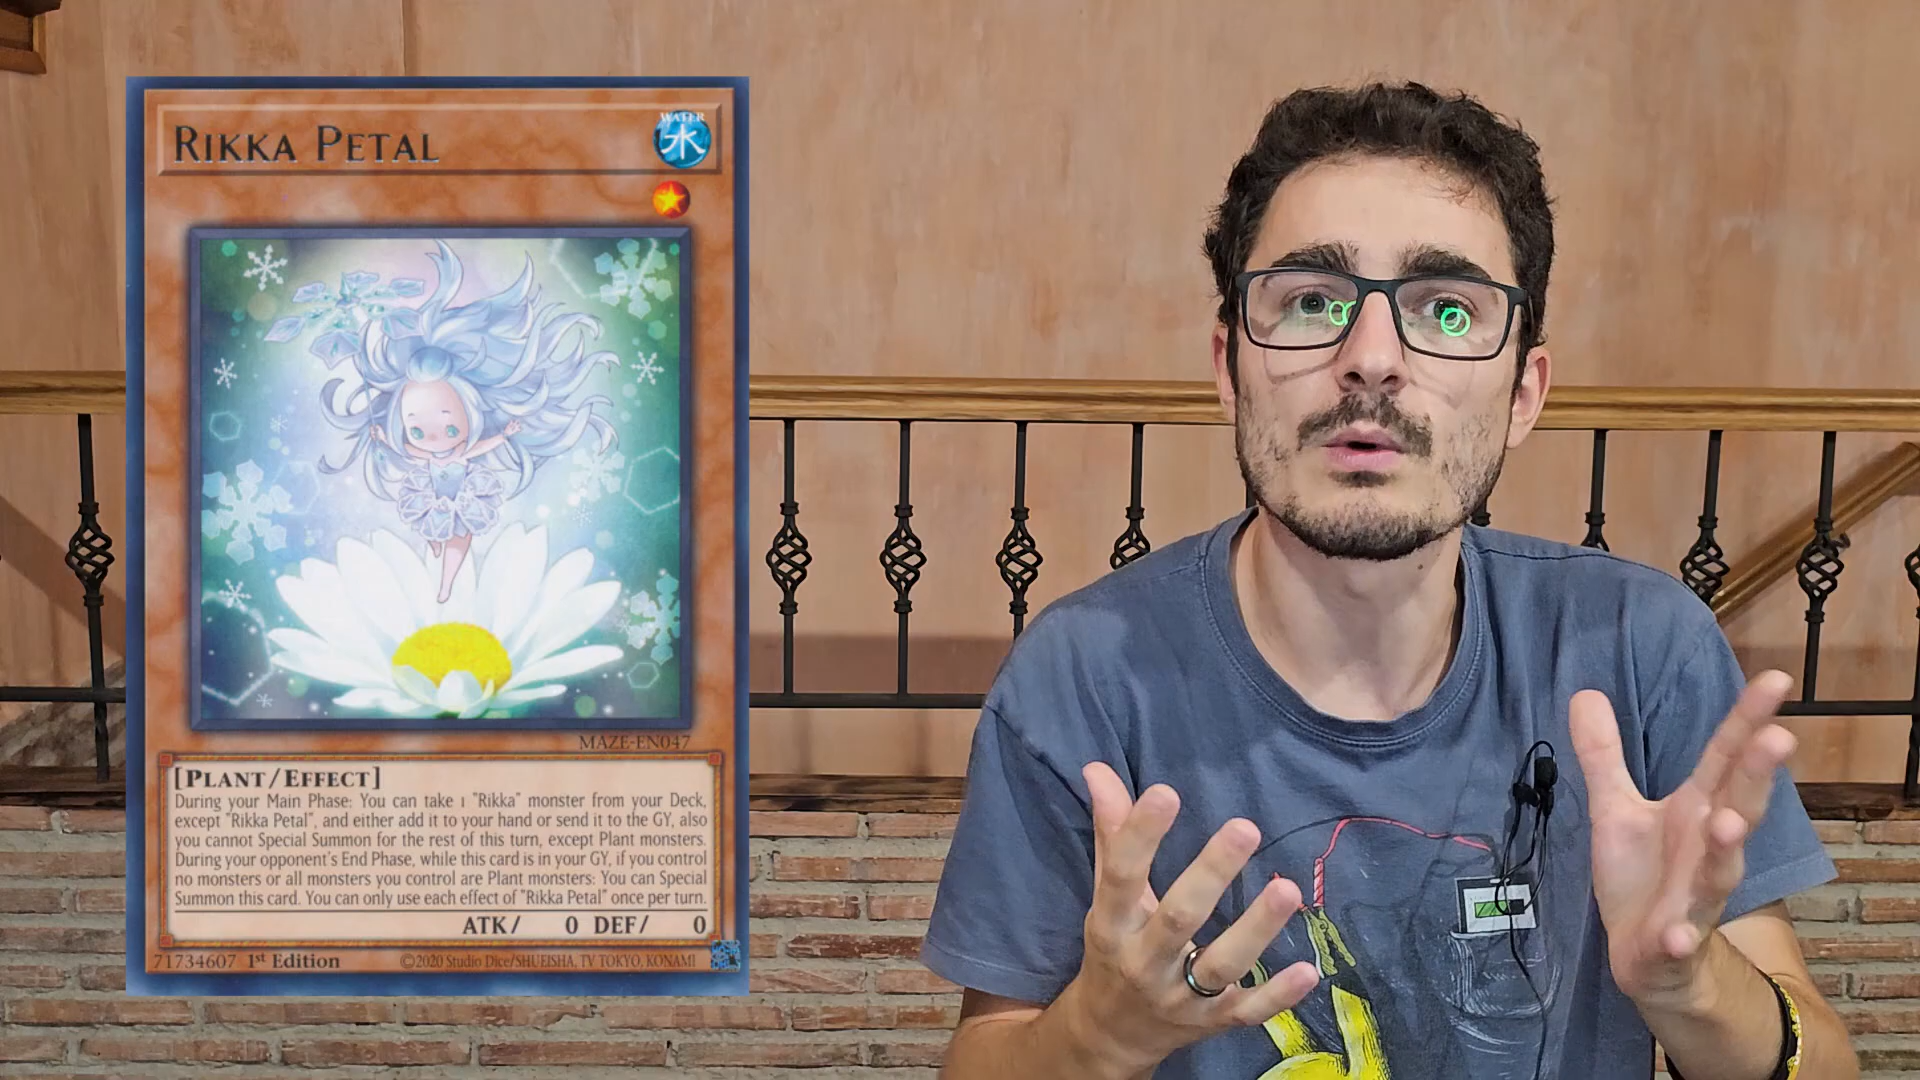 RIKKA PETAL
WATER
水
MAZE-EN047
[PLANT/EFFECT]
During your Main Phase: You can take 1 "Rikka" monster from your Deck,
except "Rikka Petal", and either add it to your hand or send it to the GY, also
you cannot Special Summon for the rest of this turn, except Plant monsters.
During your opponent's End Phase, while this card is in your GY, if you control
no monsters or all monsters you control are Plant monsters: You can Special
Summon this card. You can only use each effect of "Rikka Petal" once per turn.
ATK/ 0 DEF/ 0
71734607 1st Edition ©2020 Studio Dice/SHUEISHA, TV TOKYO, KONAMI